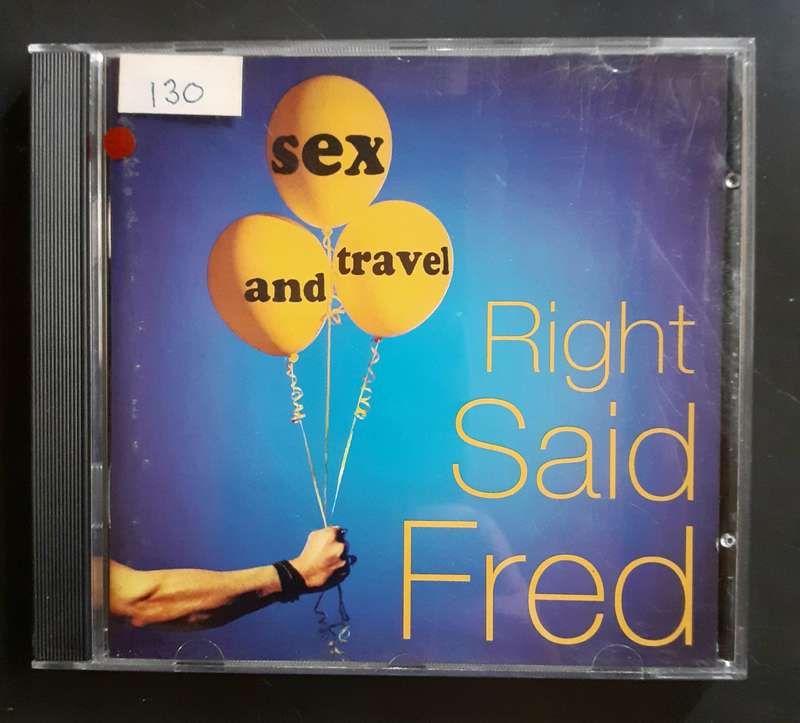 130
sex
and travel
Right
Said
Fred